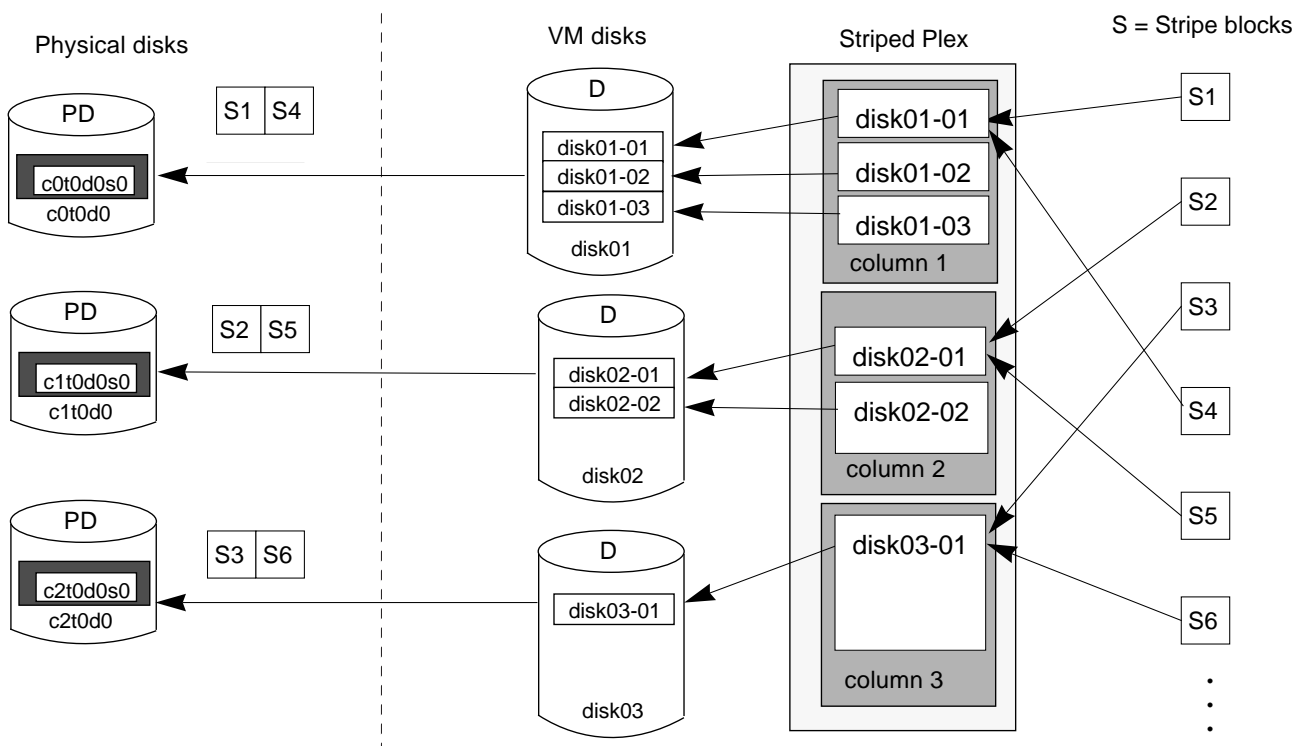 Physical disks
VM disks
Striped Plex
S = Stripe blocks
PD
S1 S4
c0t0d0s0
c0t0d0
D
disk01-01
disk01-02
disk01-03
disk01
disk01-01
disk01-02
disk01-03
column 1
S1
S2
PD
S2 S5
c1t0d0s0
c1t0d0
D
disk02-01
disk02-02
disk02
disk02-01
disk02-02
column 2
S3
S4
PD
S3 S6
c2t0d0s0
c2t0d0
D
disk03-01
disk03
disk03-01
column 3
S5
S6
.
.
.